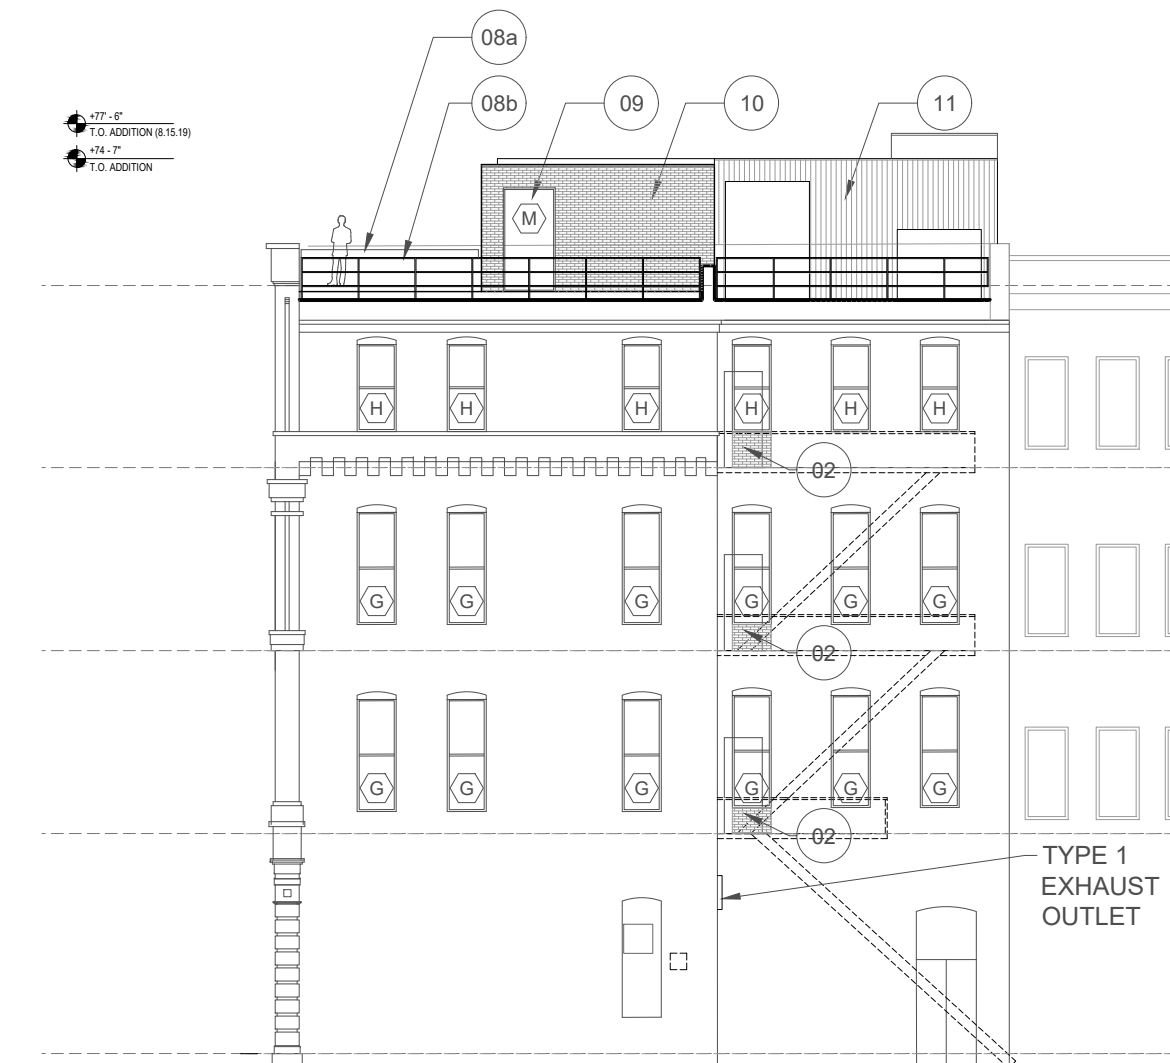 08a
08b
09
10
11
+77' - 6"
T.O. ADDITION (8.15.19)
+74 - 7"
T.O. ADDITION
M
H H H H H H
02
G G G G G G
02
G G G G G G
02
TYPE 1
EXHAUST
OUTLET